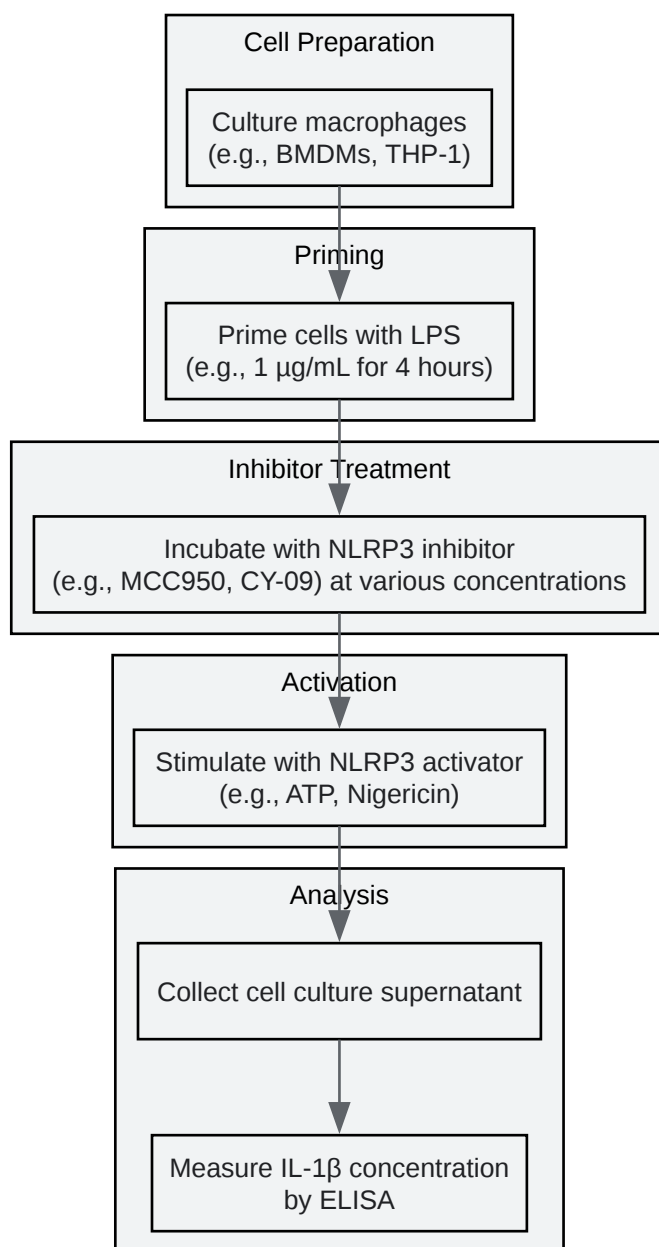 Cell Preparation
Culture macrophages
(e.g., BMDMs, THP-1)
Priming
Prime cells with LPS
(e.g., 1 µg/mL for 4 hours)
Inhibitor Treatment
Incubate with NLRP3 inhibitor
(e.g., MCC950, CY-09) at various concentrations
Activation
Stimulate with NLRP3 activator
(e.g., ATP, Nigericin)
Analysis
Collect cell culture supernatant
Measure IL-1β concentration
by ELISA